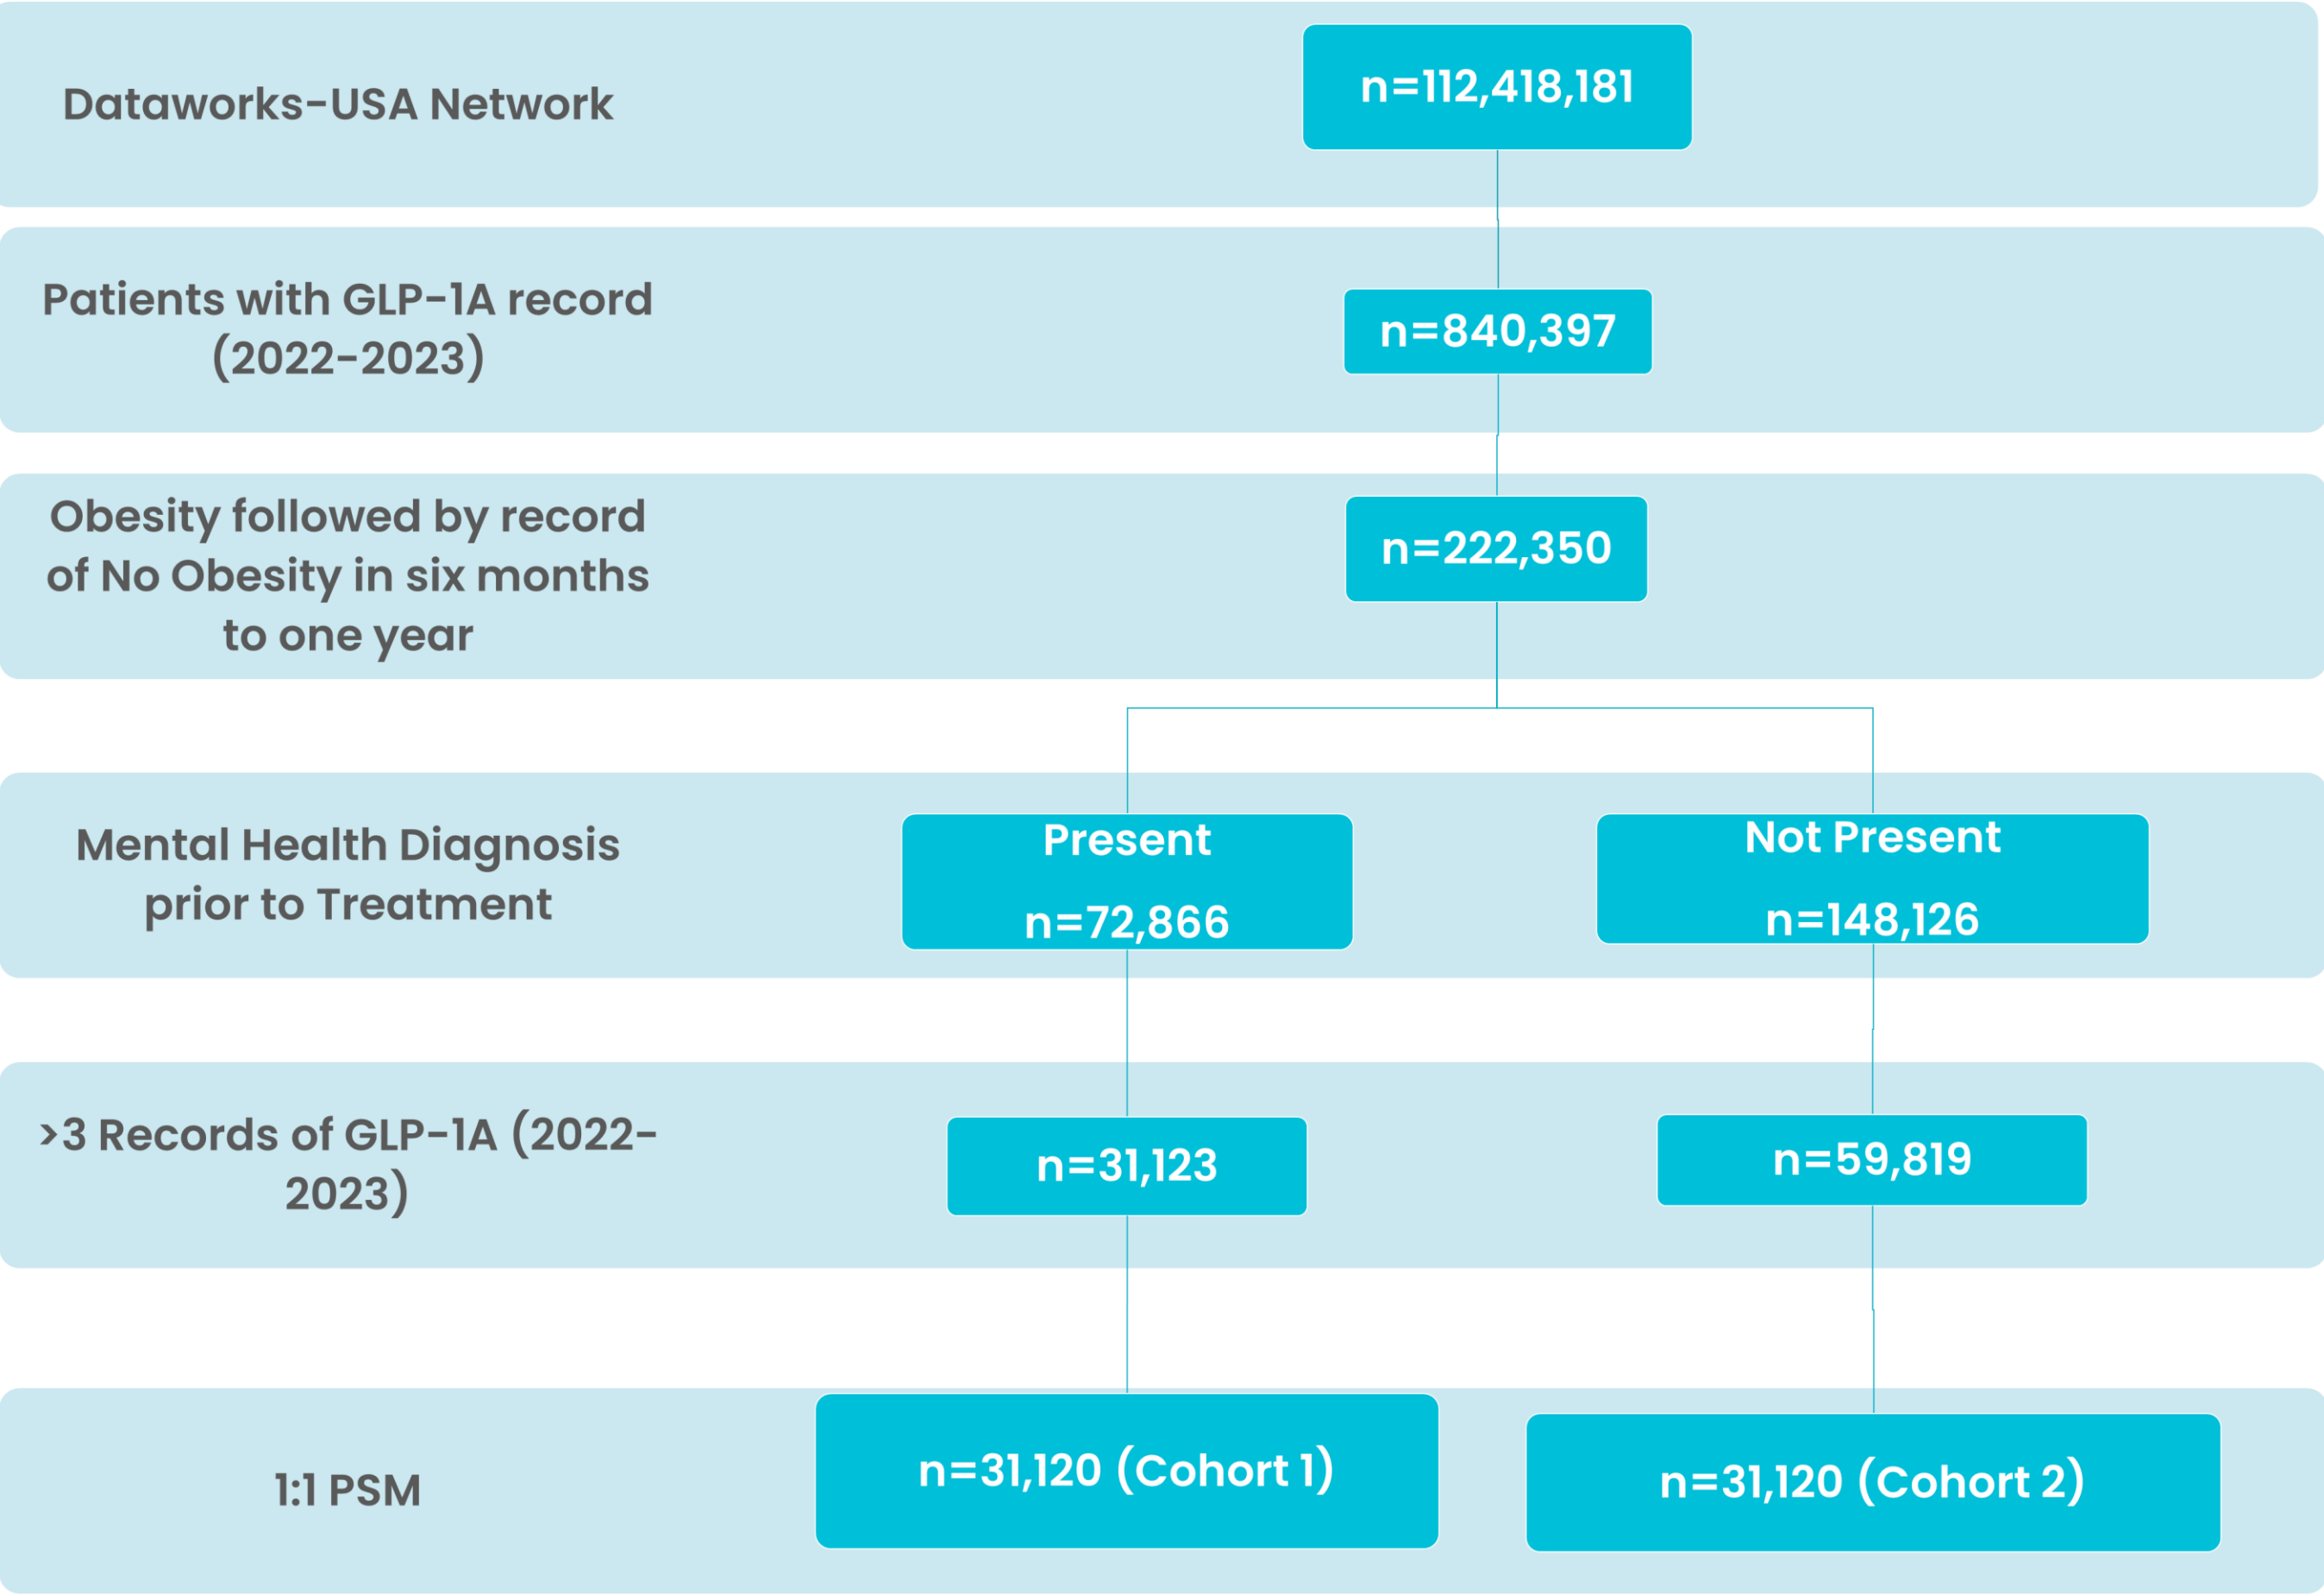 Dataworks-USA Network
n=112,418,181
Patients with GLP-1A record
(2022-2023)
n=840,397
Obesity followed by record
of No Obesity in six months
to one year
n=222,350
Mental Health Diagnosis
prior to Treatment
Present
n=72,866
Not Present
n=148,126
>3 Records of GLP-1A (2022-
2023)
n=31,123
n=59,819
1:1 PSM
n=31,120 (Cohort 1)
n=31,120 (Cohort 2)